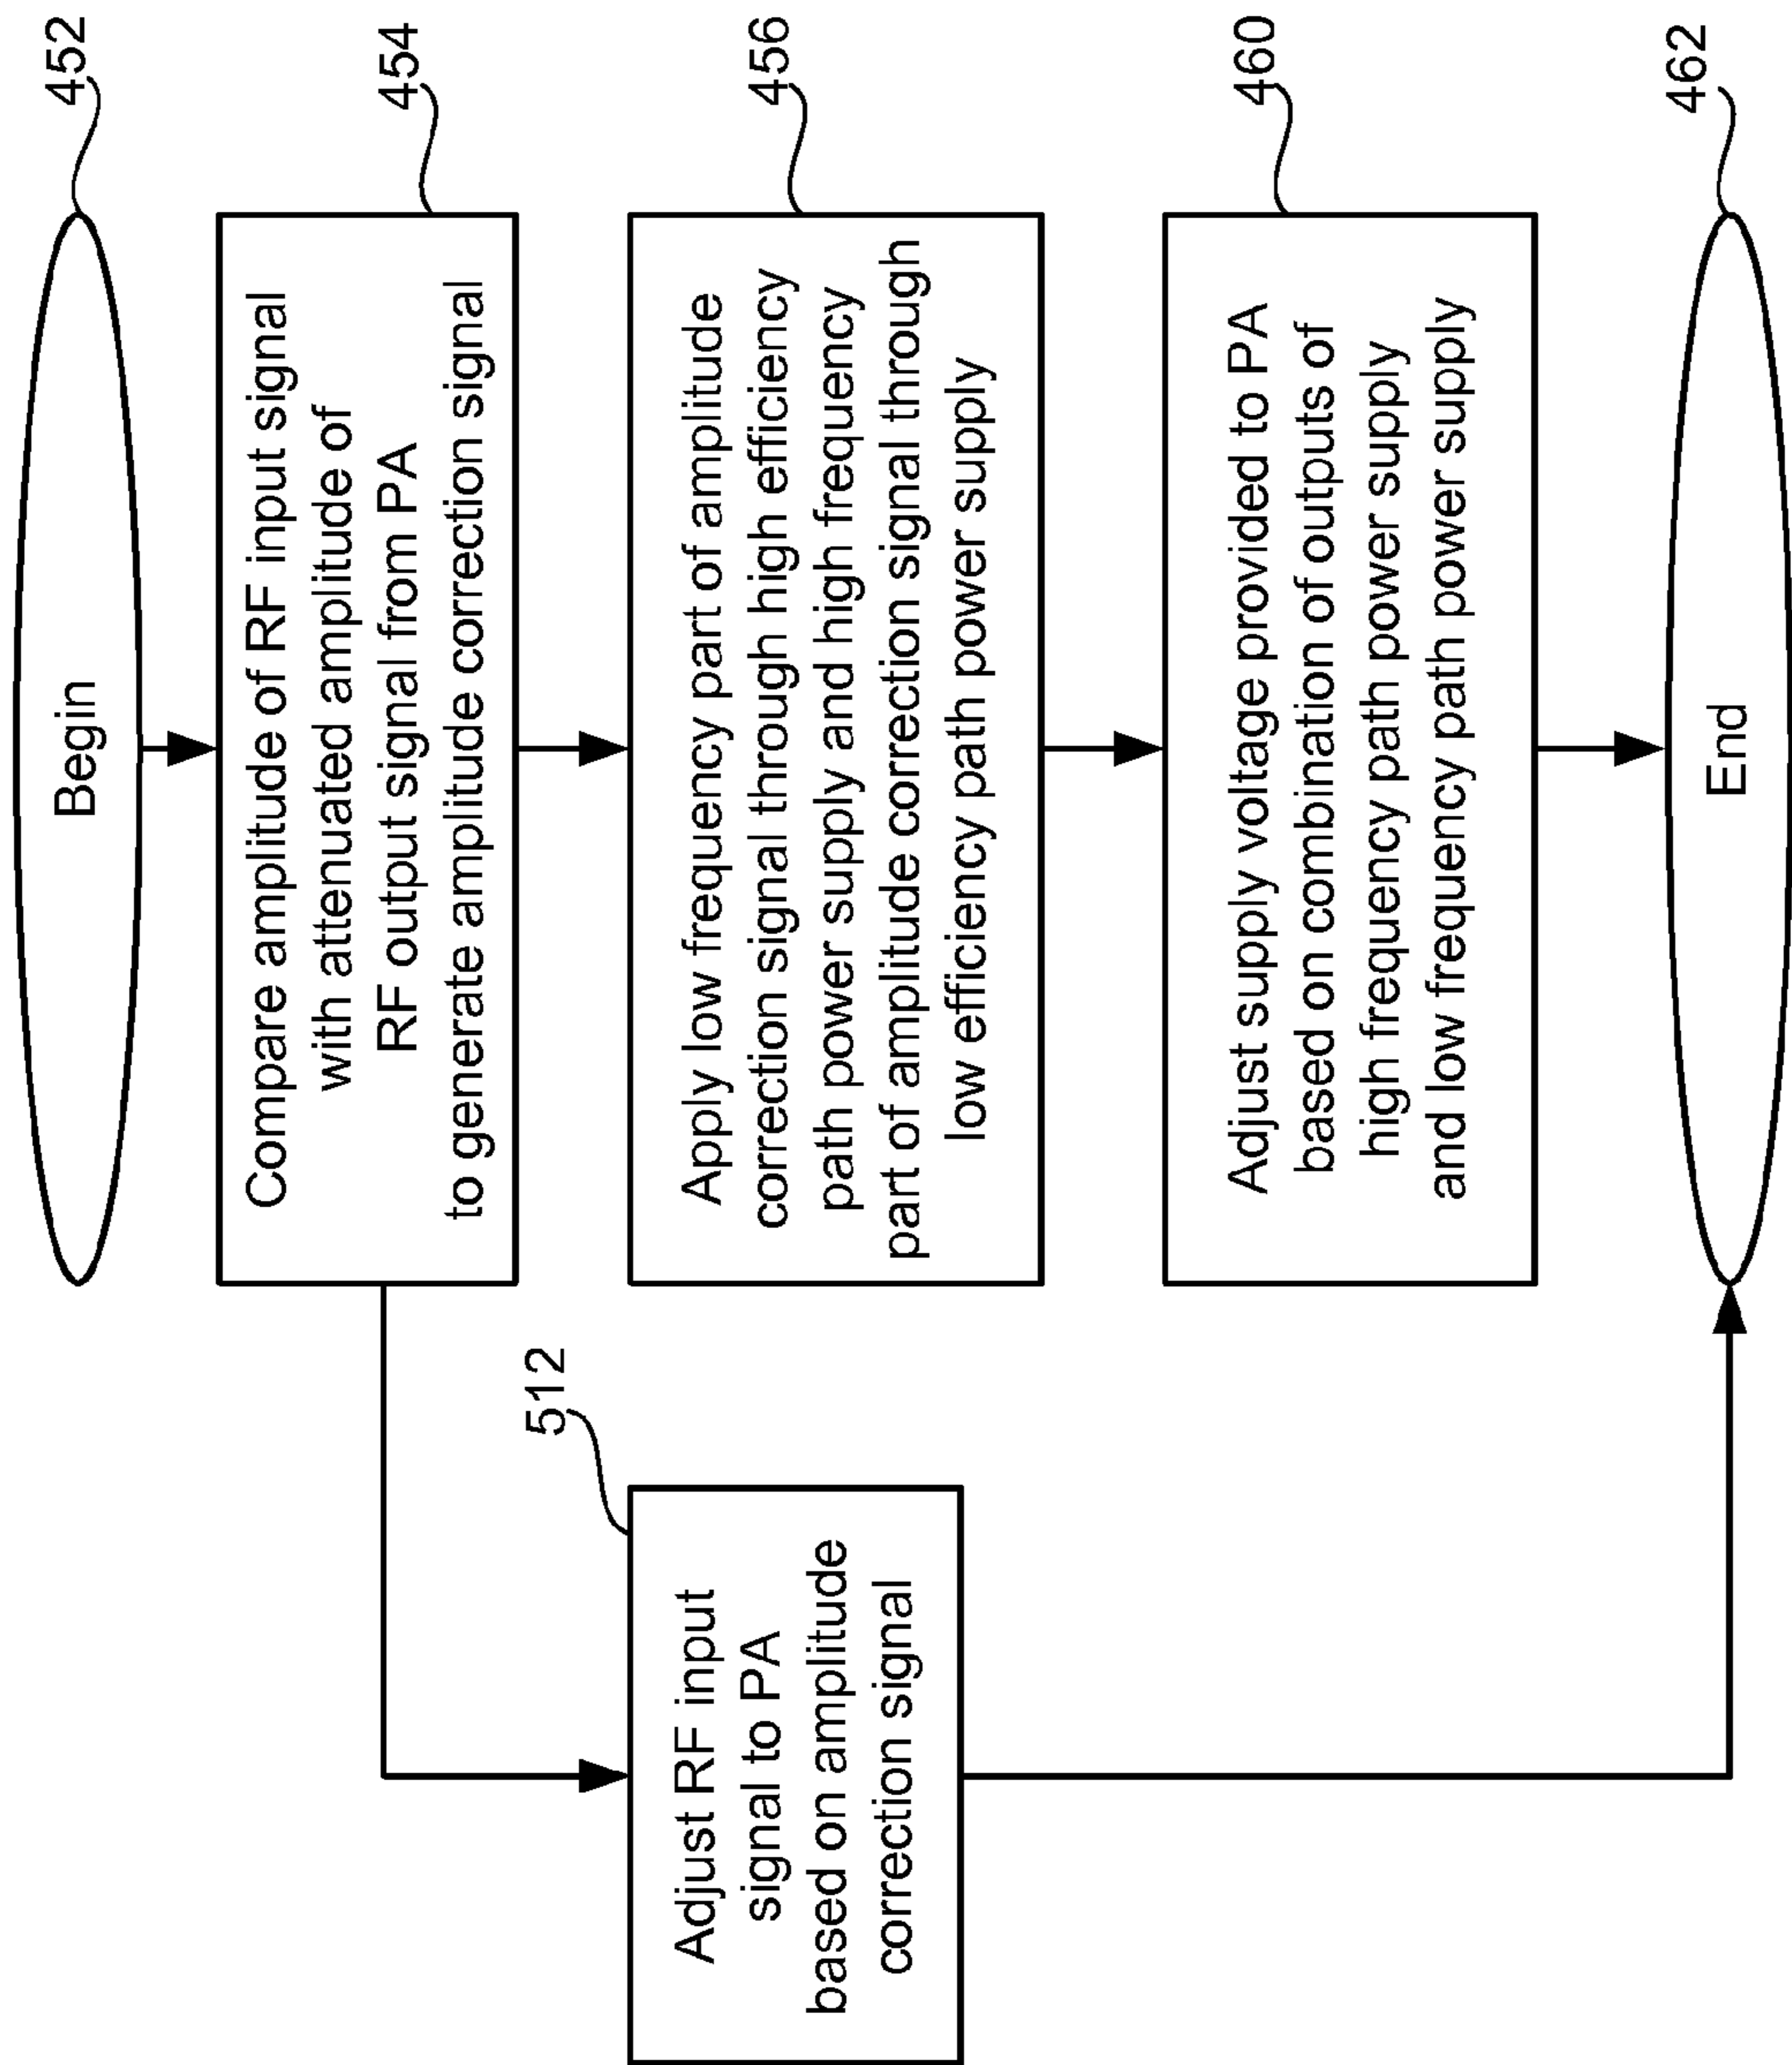 Begin
452
Compare amplitude of RF input signal
with attenuated amplitude of
RF output signal from PA
to generate amplitude correction signal
454
512
Adjust RF input
signal to PA
based on amplitude
correction signal
Apply low frequency part of amplitude
correction signal through high efficiency
path power supply and high frequency
part of amplitude correction signal through
low efficiency path power supply
456
Adjust supply voltage provided to PA
based on combination of outputs of
high frequency path power supply
and low frequency path power supply
460
End
462